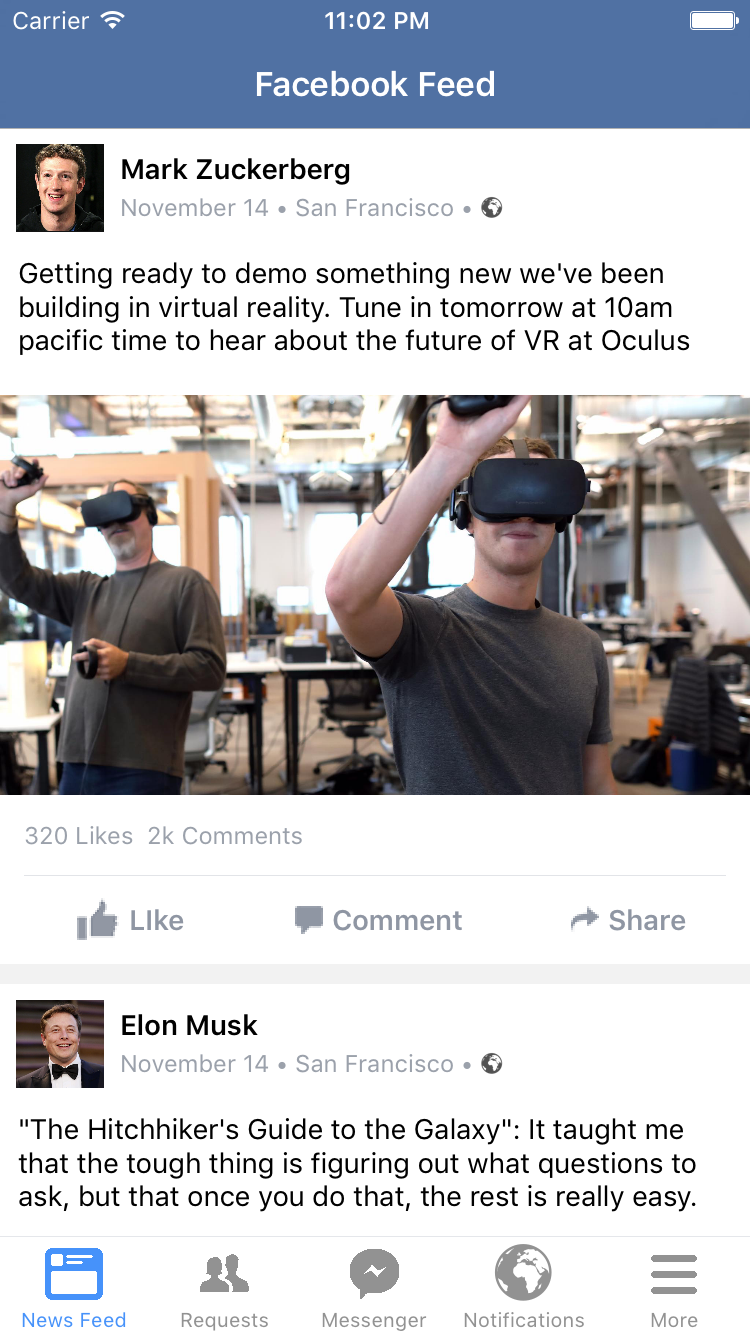 Carrier 11:02 PM
Facebook Feed
Mark Zuckerberg
November 14 • San Francisco •
Getting ready to demo something new we've been
building in virtual reality. Tune in tomorrow at 10am
pacific time to hear about the future of VR at Oculus
320 Likes 2k Comments
LIke Comment Share
Elon Musk
November 14 • San Francisco •
"The Hitchhiker's Guide to the Galaxy": It taught me
that the tough thing is figuring out what questions to
ask, but that once you do that, the rest is really easy.
News Feed Requests Messenger Notifications More